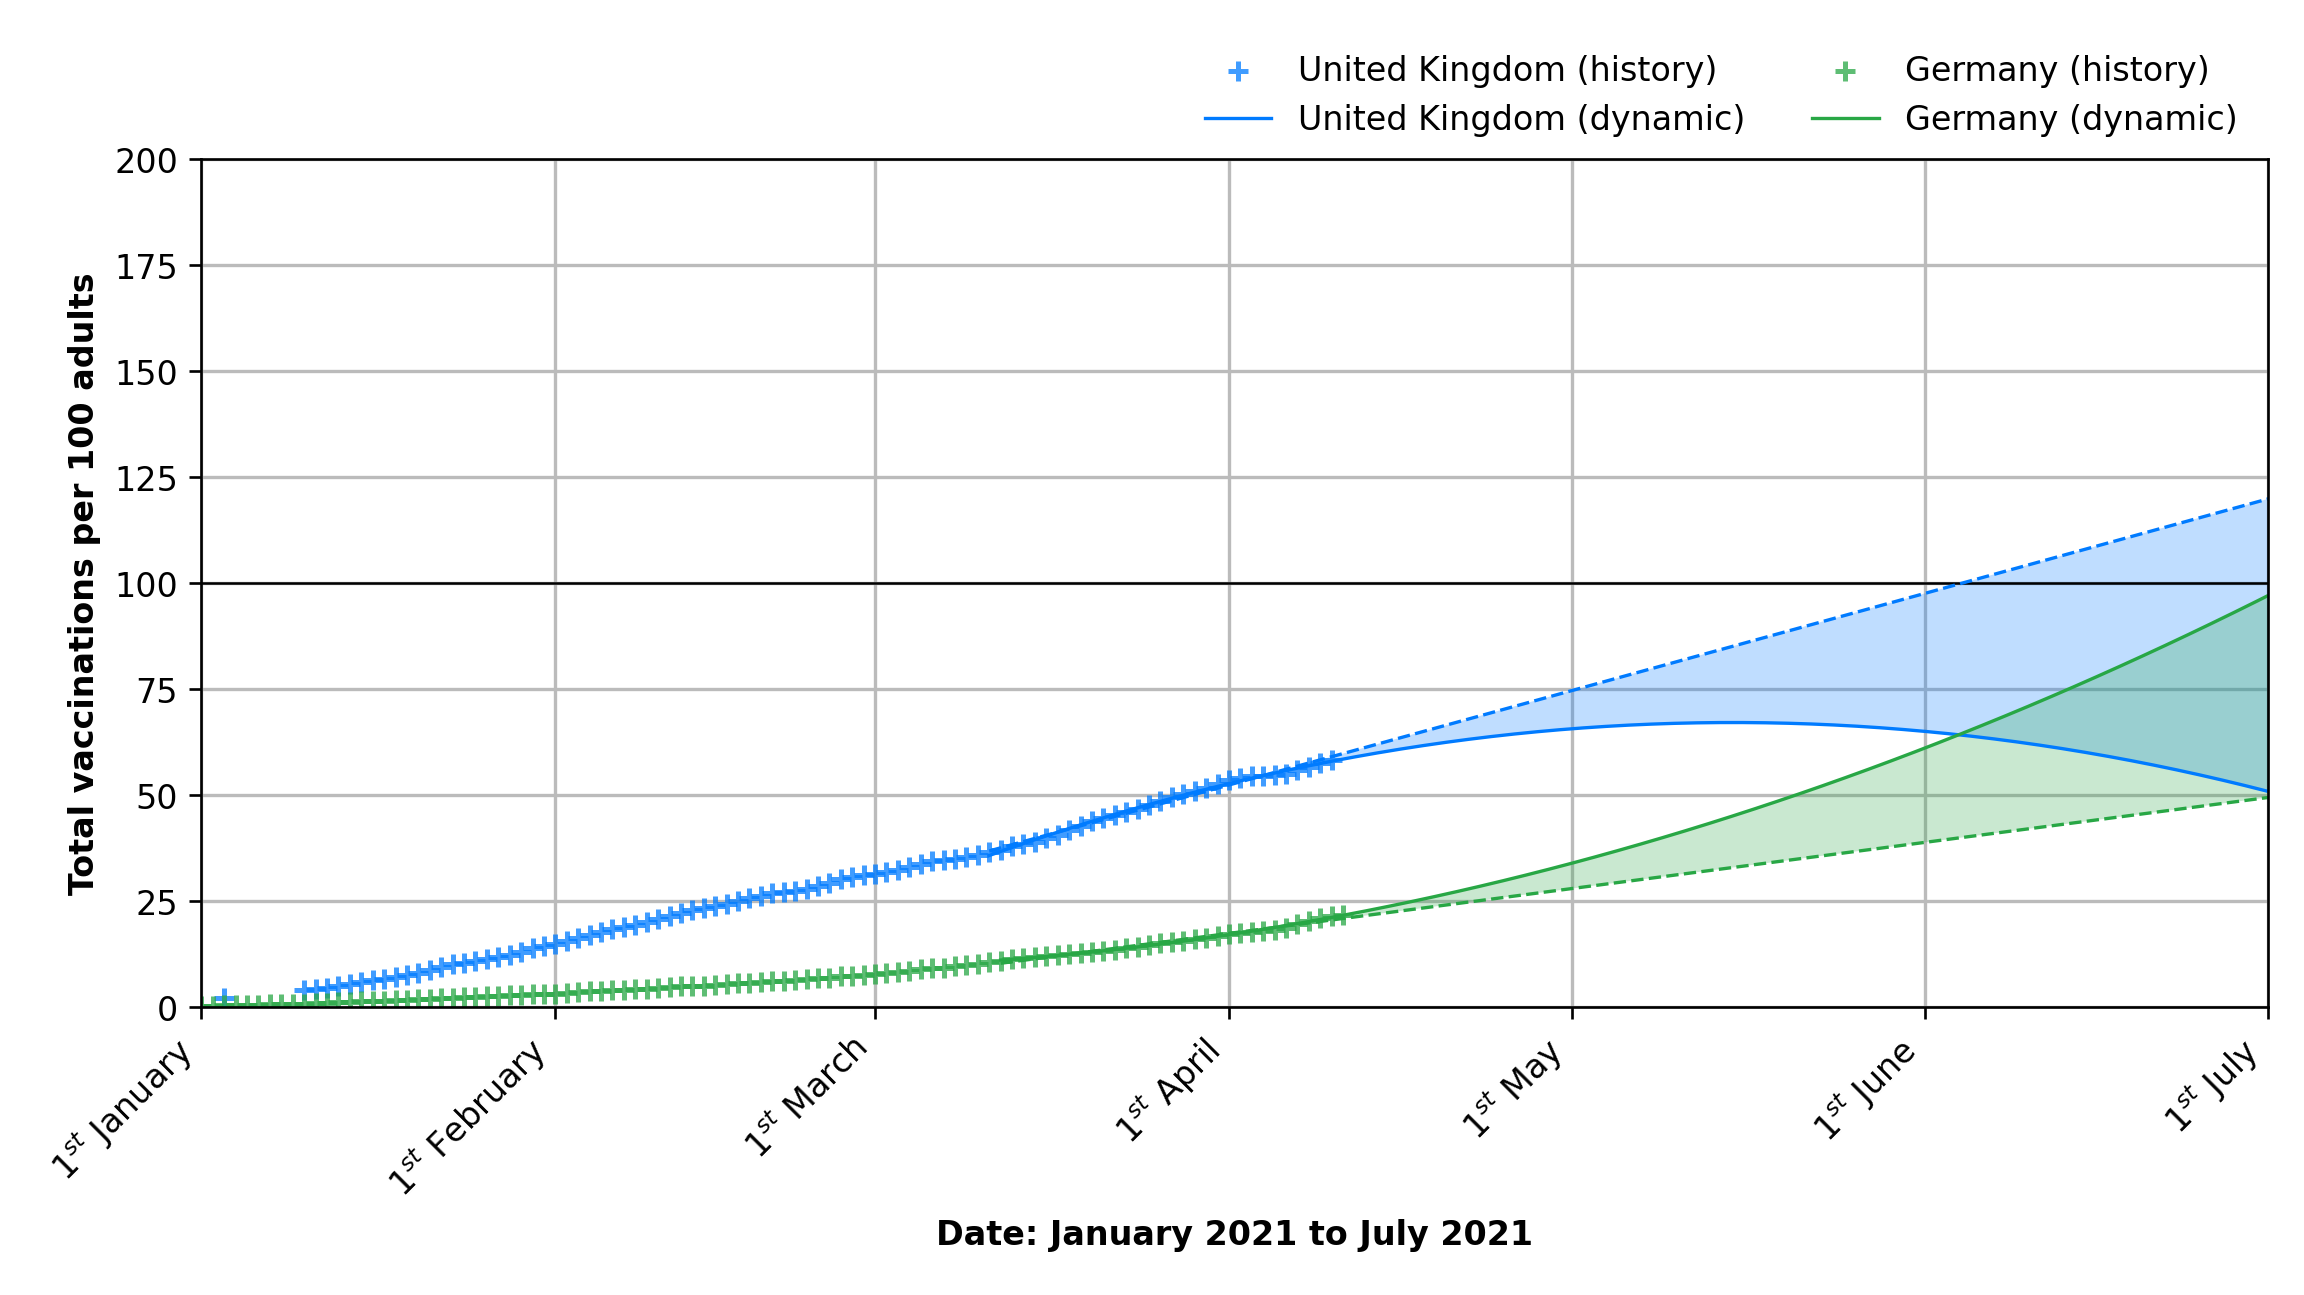 United Kingdom (history)
United Kingdom (dynamic)
Germany (history)
Germany (dynamic)
Total vaccinations per 100 adults
200
175
150
125
100
75
50
25
0
1st January
1st February
1st March
1st April
1st May
1st June
1st July
Date: January 2021 to July 2021